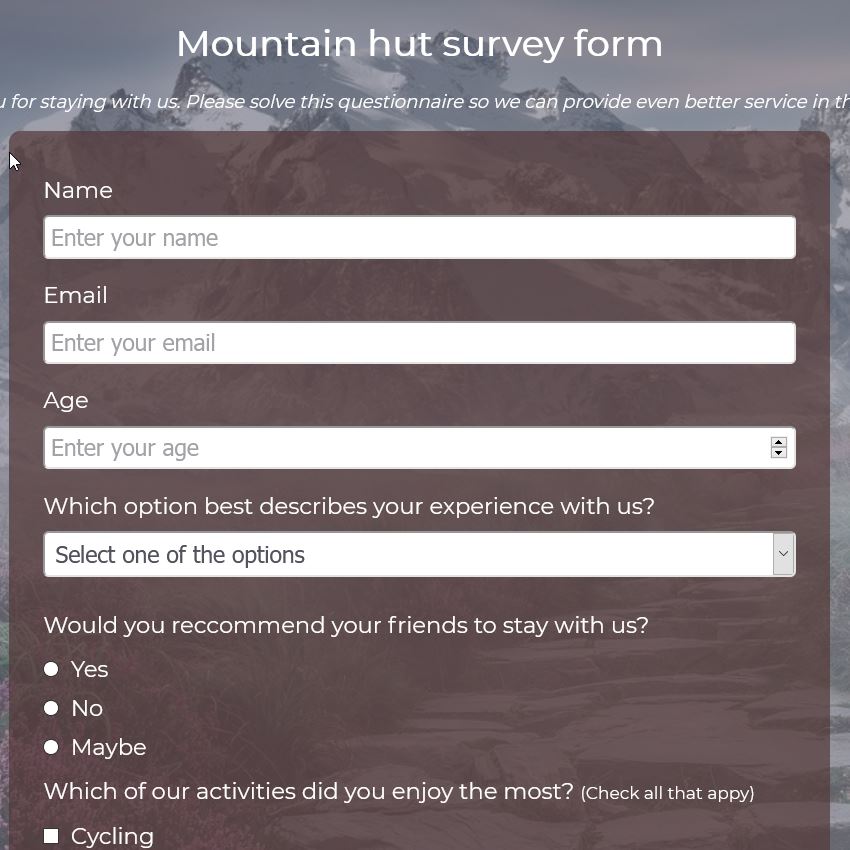 Mountain hut survey form
for staying with us. Please solve this questionnaire so we can provide even better service in
Name
Enter your name
Email
Enter your email
Age
Enter your age
Which option best describes your experience with us?
Select one of the options
Would you reccommend your friends to stay with us?
Yes
No
Maybe
Which of our activities did you enjoy the most? (Check all that appy)
Cycling